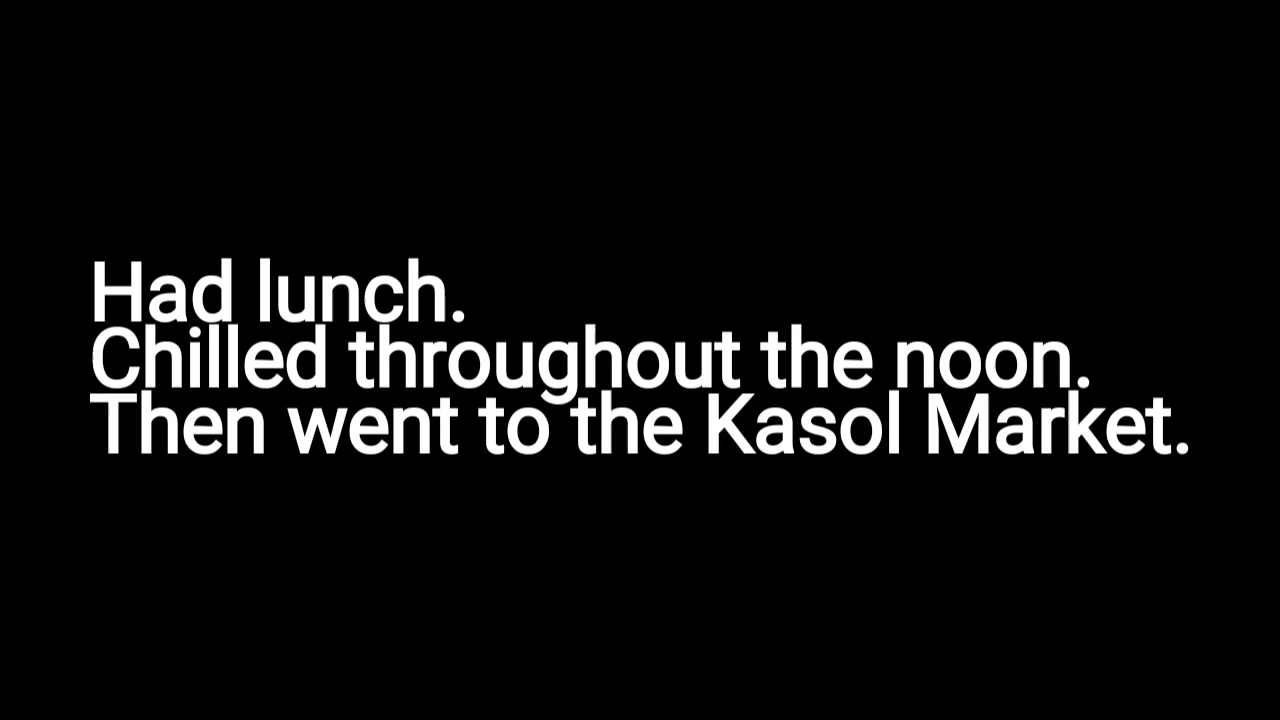 Had lunch.
Chilled throughout the noon.
Then went to the Kasol Market.